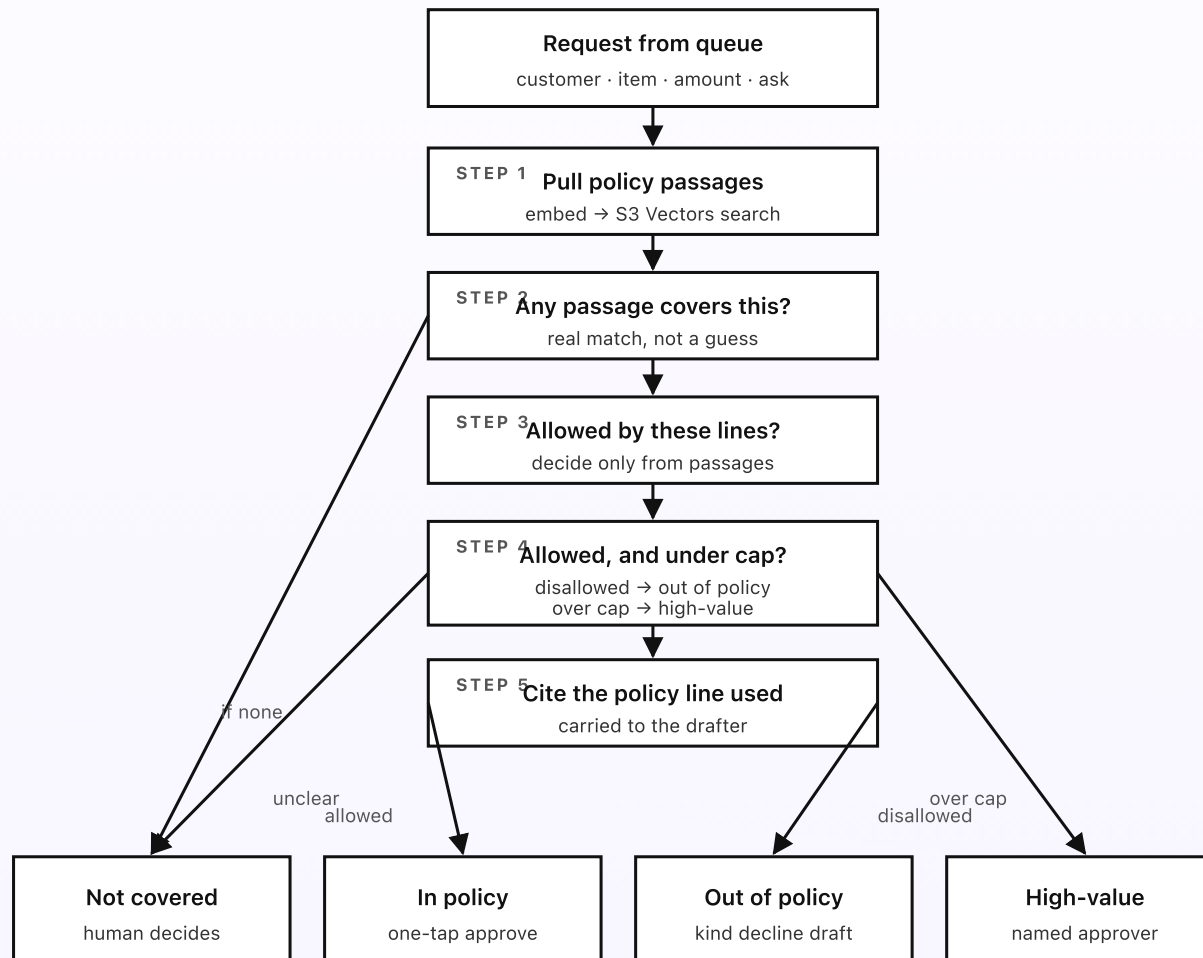 Request from queue
customer · item · amount · ask
STEP 1
Pull policy passages
embed → S3 Vectors search
STEP 2
Any passage covers this?
real match, not a guess
STEP 3
Allowed by these lines?
decide only from passages
STEP 4
Allowed, and under cap?
disallowed → out of policy
over cap → high-value
STEP 5
Cite the policy line used
carried to the drafter
if none
unclear
allowed
over cap
disallowed
Not covered
human decides
In policy
one-tap approve
Out of policy
kind decline draft
High-value
named approver